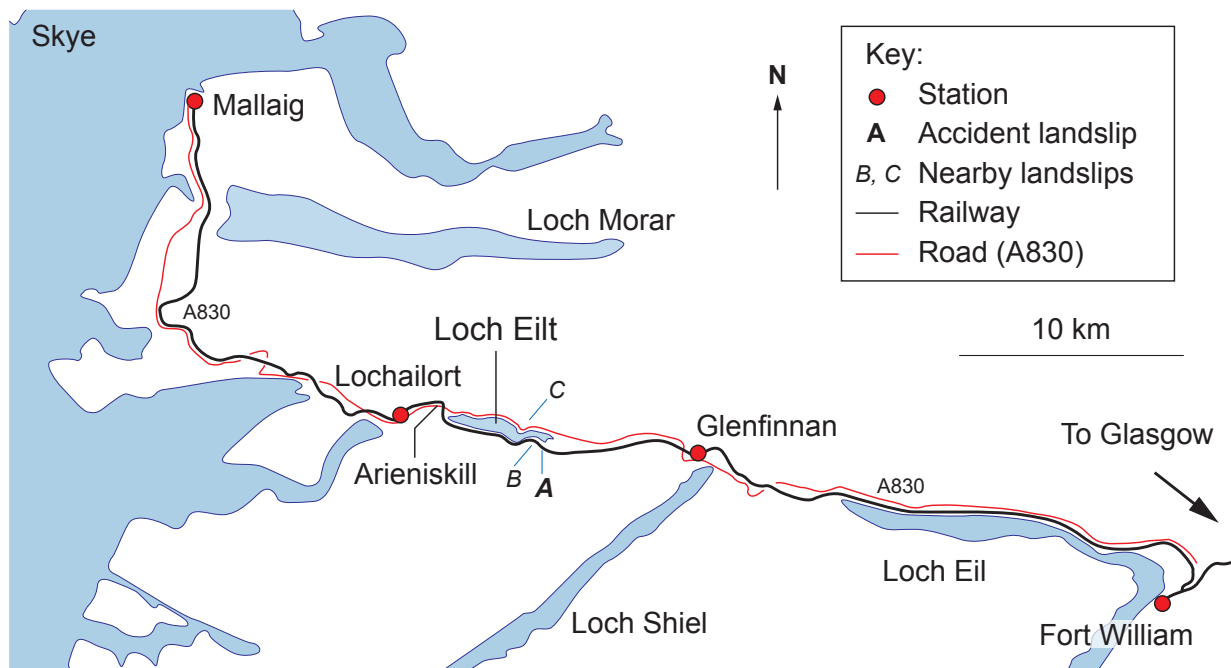 Skye
Mallaig
N
Key:
Station
A Accident landslip
B, C Nearby landslips
Railway
Road (A830)
Loch Morar
A830
10 km
Loch Eilt
Lochailort
C
Glenfinnan
To Glasgow
Arieniskill
B
A
A830
Loch Eil
Loch Shiel
Fort William